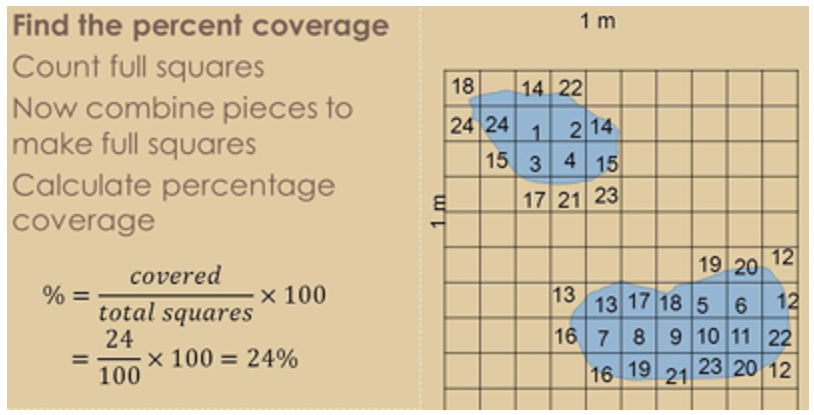 Find the percent coverage
Count full squares
Now combine pieces to
make full squares
Calculate percentage
coverage
% = covered / total squares × 100
= 24 / 100 × 100 = 24%
1 m
1 m
18 14 22
24 24 1 2 14
15 3 4 15
17 21 23
19 20 12
13 13 17 18 5 6 12
16 7 8 9 10 11 22
16 19 21 23 20 12